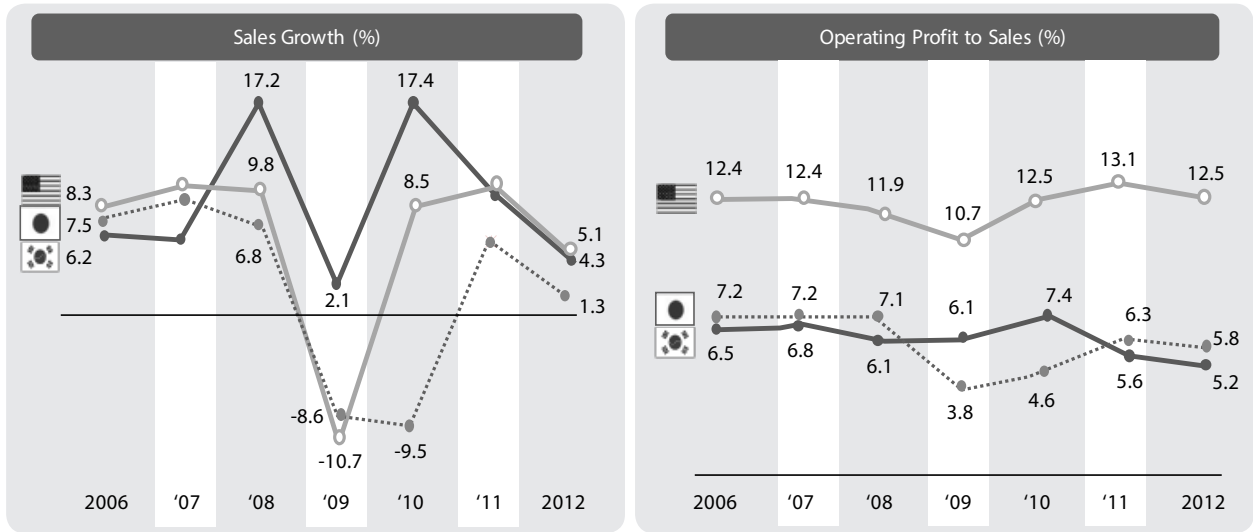 Sales Growth (%)
17.2
17.4
9.8
8.5
8.3
7.5
6.2
6.8
5.1
4.3
2.1
1.3
-8.6
-9.5
-10.7
2006 ‘07 ‘08 ‘09 ‘10 ‘11 2012
Operating Profit to Sales (%)
12.4 12.4 11.9 10.7 12.5 13.1 12.5
7.2 7.2 7.1 6.1 7.4 6.3 5.8
6.5 6.8 6.1 3.8 4.6 5.6 5.2
2006 ‘07 ‘08 ‘09 ‘10 ‘11 2012